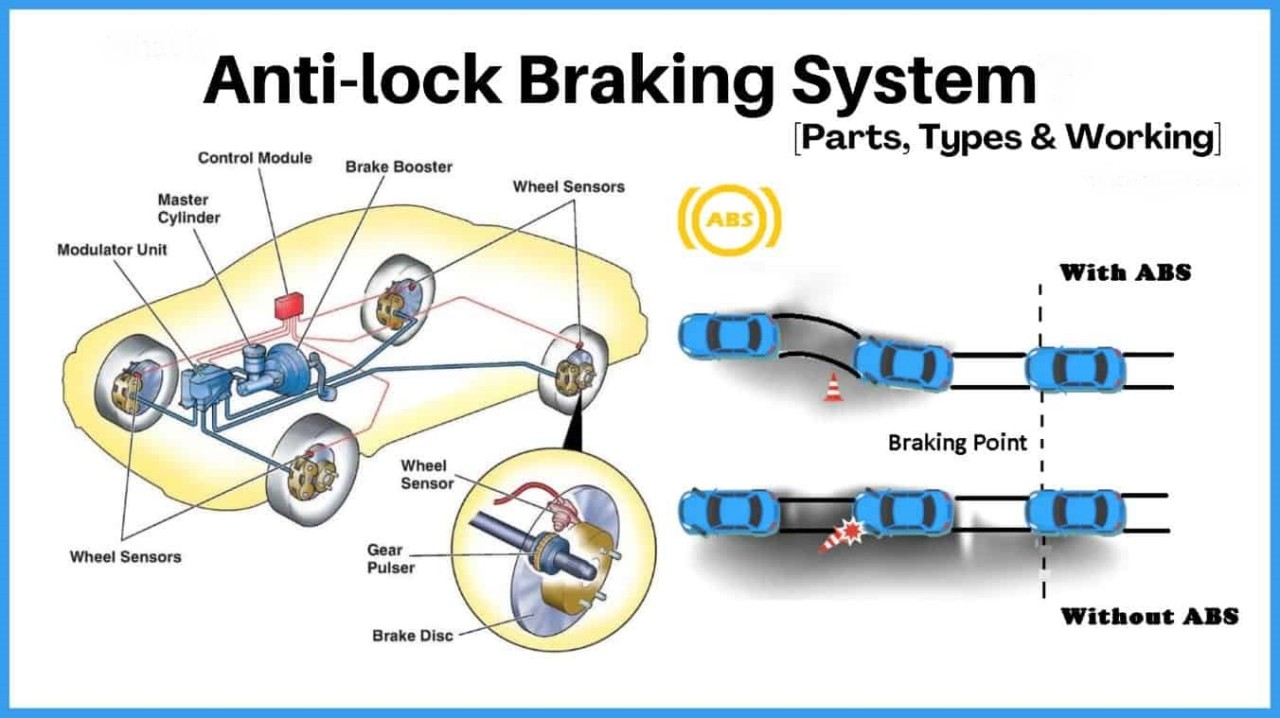 Anti-lock Braking System
[Parts, Types & Working]
Control Module
Brake Booster
Wheel Sensors
Master
Cylinder
Modulator Unit
ABS
With ABS
Braking Point
Wheel
Sensor
Gear
Pulser
Wheel Sensors
Brake Disc
Without ABS